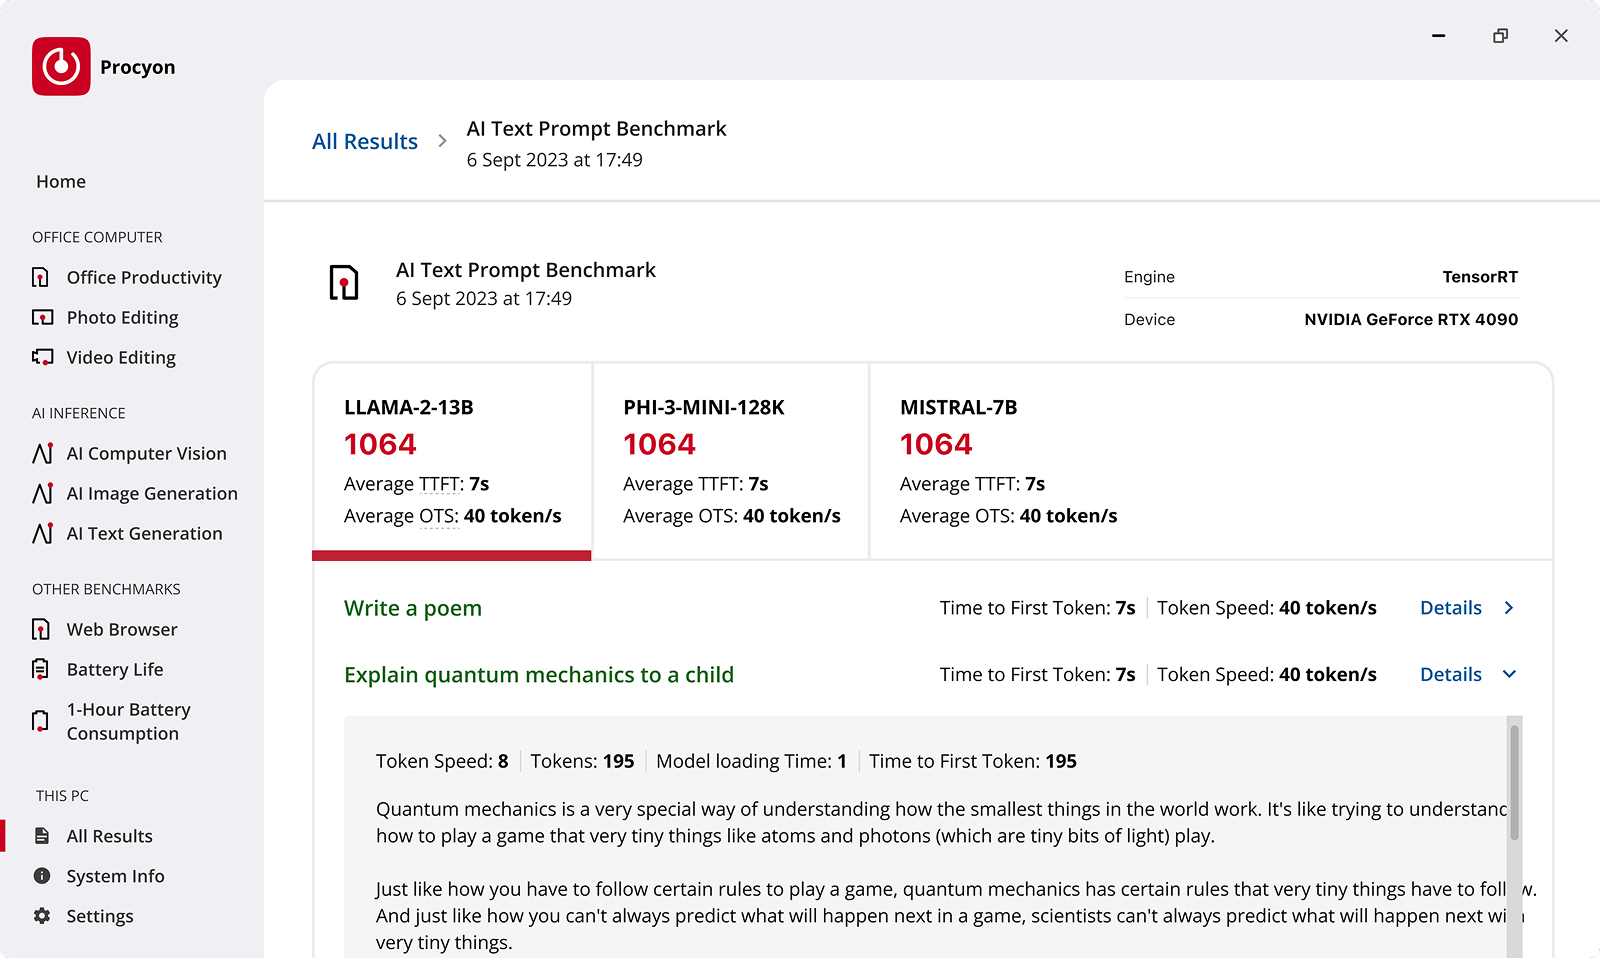 Procyon
Home
OFFICE COMPUTER
Office Productivity
Photo Editing
Video Editing
AI INFERENCE
AI Computer Vision
AI Image Generation
AI Text Generation
OTHER BENCHMARKS
Web Browser
Battery Life
1-Hour Battery
Consumption
THIS PC
All Results
System Info
Settings
All Results
AI Text Prompt Benchmark
6 Sept 2023 at 17:49
AI Text Prompt Benchmark
6 Sept 2023 at 17:49
Engine TensorRT
Device NVIDIA GeForce RTX 4090
LLAMA-2-13B
1064
Average TTFT: 7s
Average OTS: 40 token/s
PHI-3-MINI-128K
1064
Average TTFT: 7s
Average OTS: 40 token/s
MISTRAL-7B
1064
Average TTFT: 7s
Average OTS: 40 token/s
Write a poem Time to First Token: 7s Token Speed: 40 token/s Details
Explain quantum mechanics to a child Time to First Token: 7s Token Speed: 40 token/s Details
Token Speed: 8 Tokens: 195 Model loading Time: 1 Time to First Token: 195
Quantum mechanics is a very special way of understanding how the smallest things in the world work. It's like trying to understand
how to play a game that very tiny things like atoms and photons (which are tiny bits of light) play.
Just like how you have to follow certain rules to play a game, quantum mechanics has certain rules that very tiny things have to follow.
And just like how you can't always predict what will happen next in a game, scientists can't always predict what will happen next with
very tiny things.